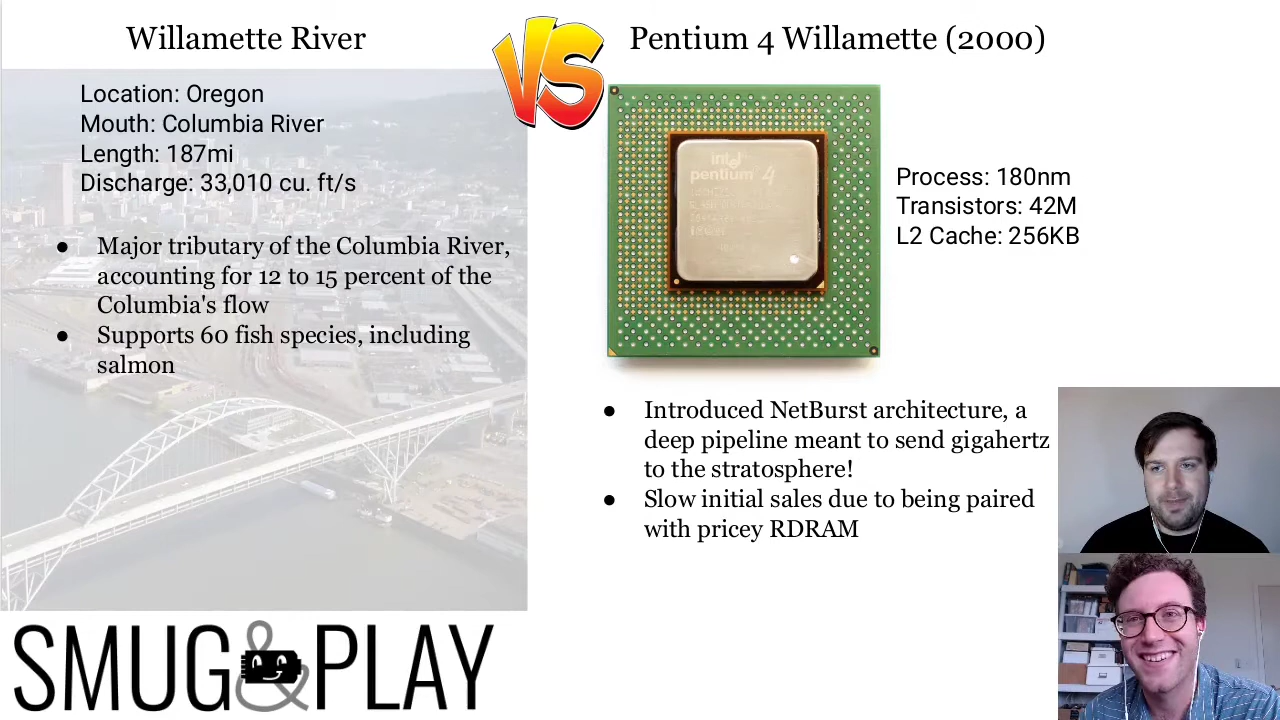 Willamette River
VS
Pentium 4 Willamette (2000)
Location: Oregon
Mouth: Columbia River
Length: 187mi
Discharge: 33,010 cu. ft/s
● Major tributary of the Columbia River,
accounting for 12 to 15 percent of the
Columbia's flow
● Supports 60 fish species, including
salmon
intel
pentium 4
Process: 180nm
Transistors: 42M
L2 Cache: 256KB
● Introduced NetBurst architecture, a
deep pipeline meant to send gigahertz
to the stratosphere!
● Slow initial sales due to being paired
with pricey RDRAM
SMUG&PLAY